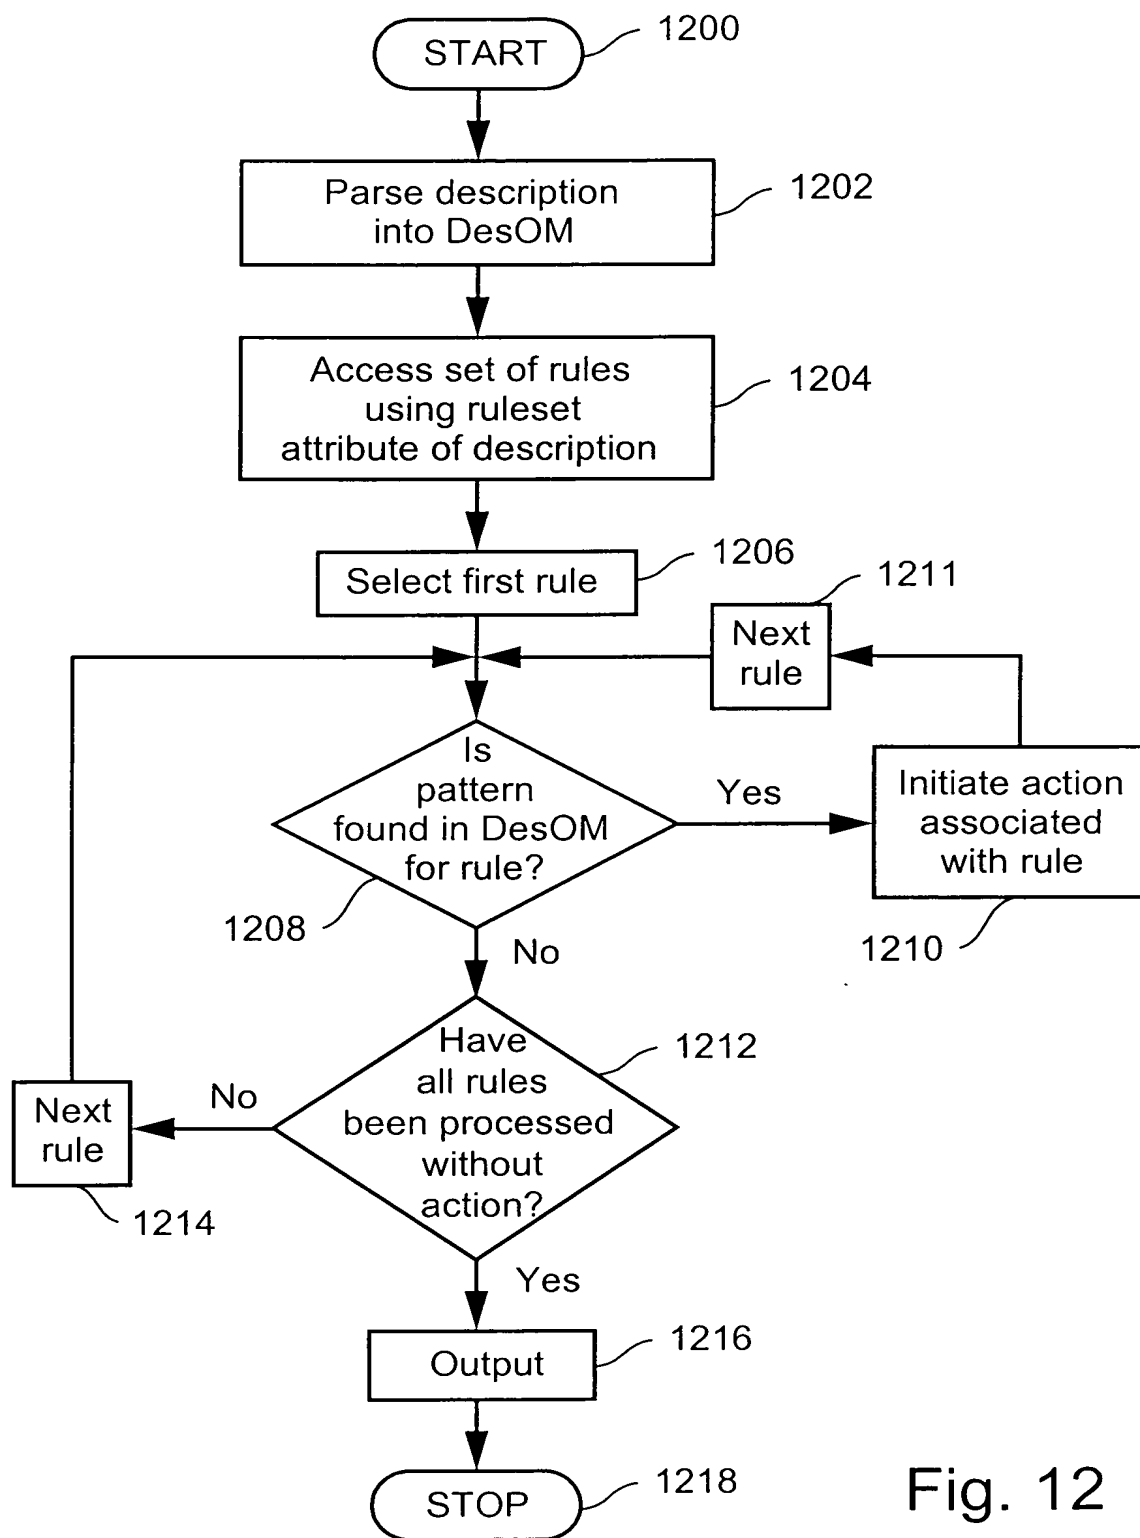 START
1200
Parse description
into DesOM
1202
Access set of rules
using ruleset
attribute of description
1204
Select first rule
1206
1211
Next
rule
Is
pattern
found in DesOM
for rule?
1208
Yes
Initiate action
associated
with rule
1210
No
Have
all rules
been processed
without
action?
1212
No
Next
rule
1214
Yes
Output
1216
STOP
1218
Fig. 12